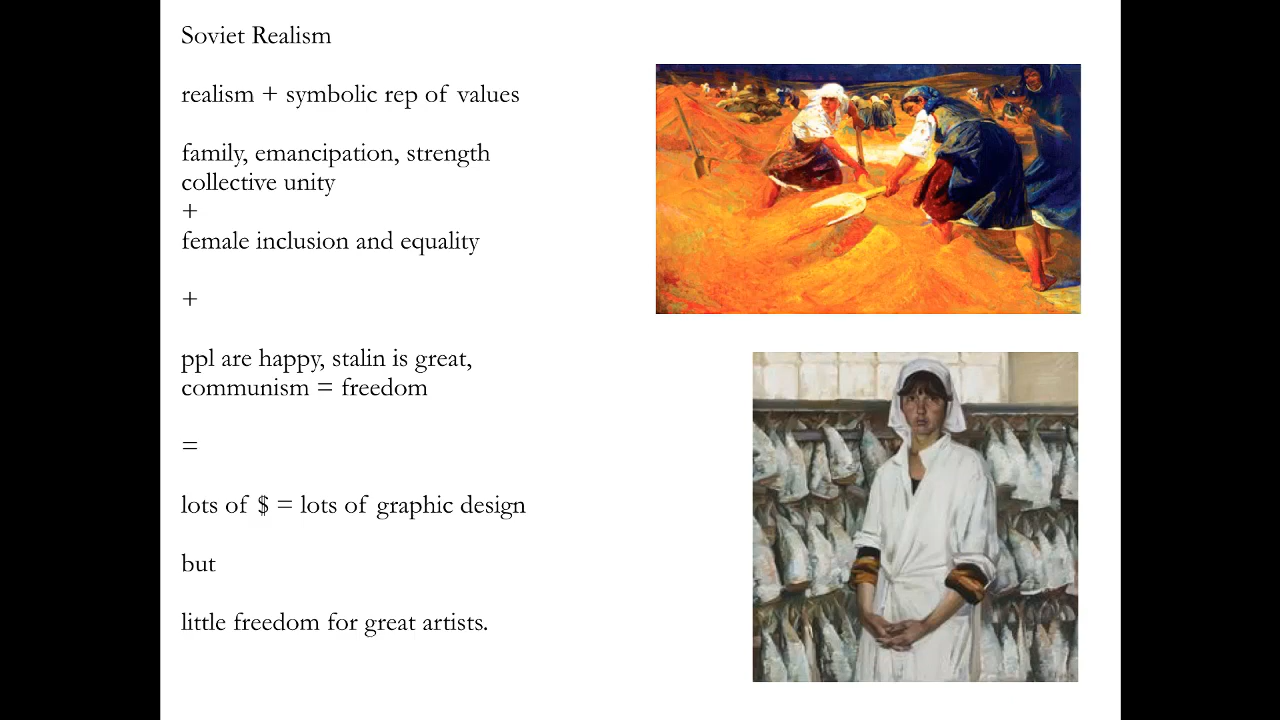 Soviet Realism
realism + symbolic rep of values
family, emancipation, strength
collective unity
+
female inclusion and equality
+
ppl are happy, stalin is great,
communism = freedom
=
lots of $ = lots of graphic design
but
little freedom for great artists.